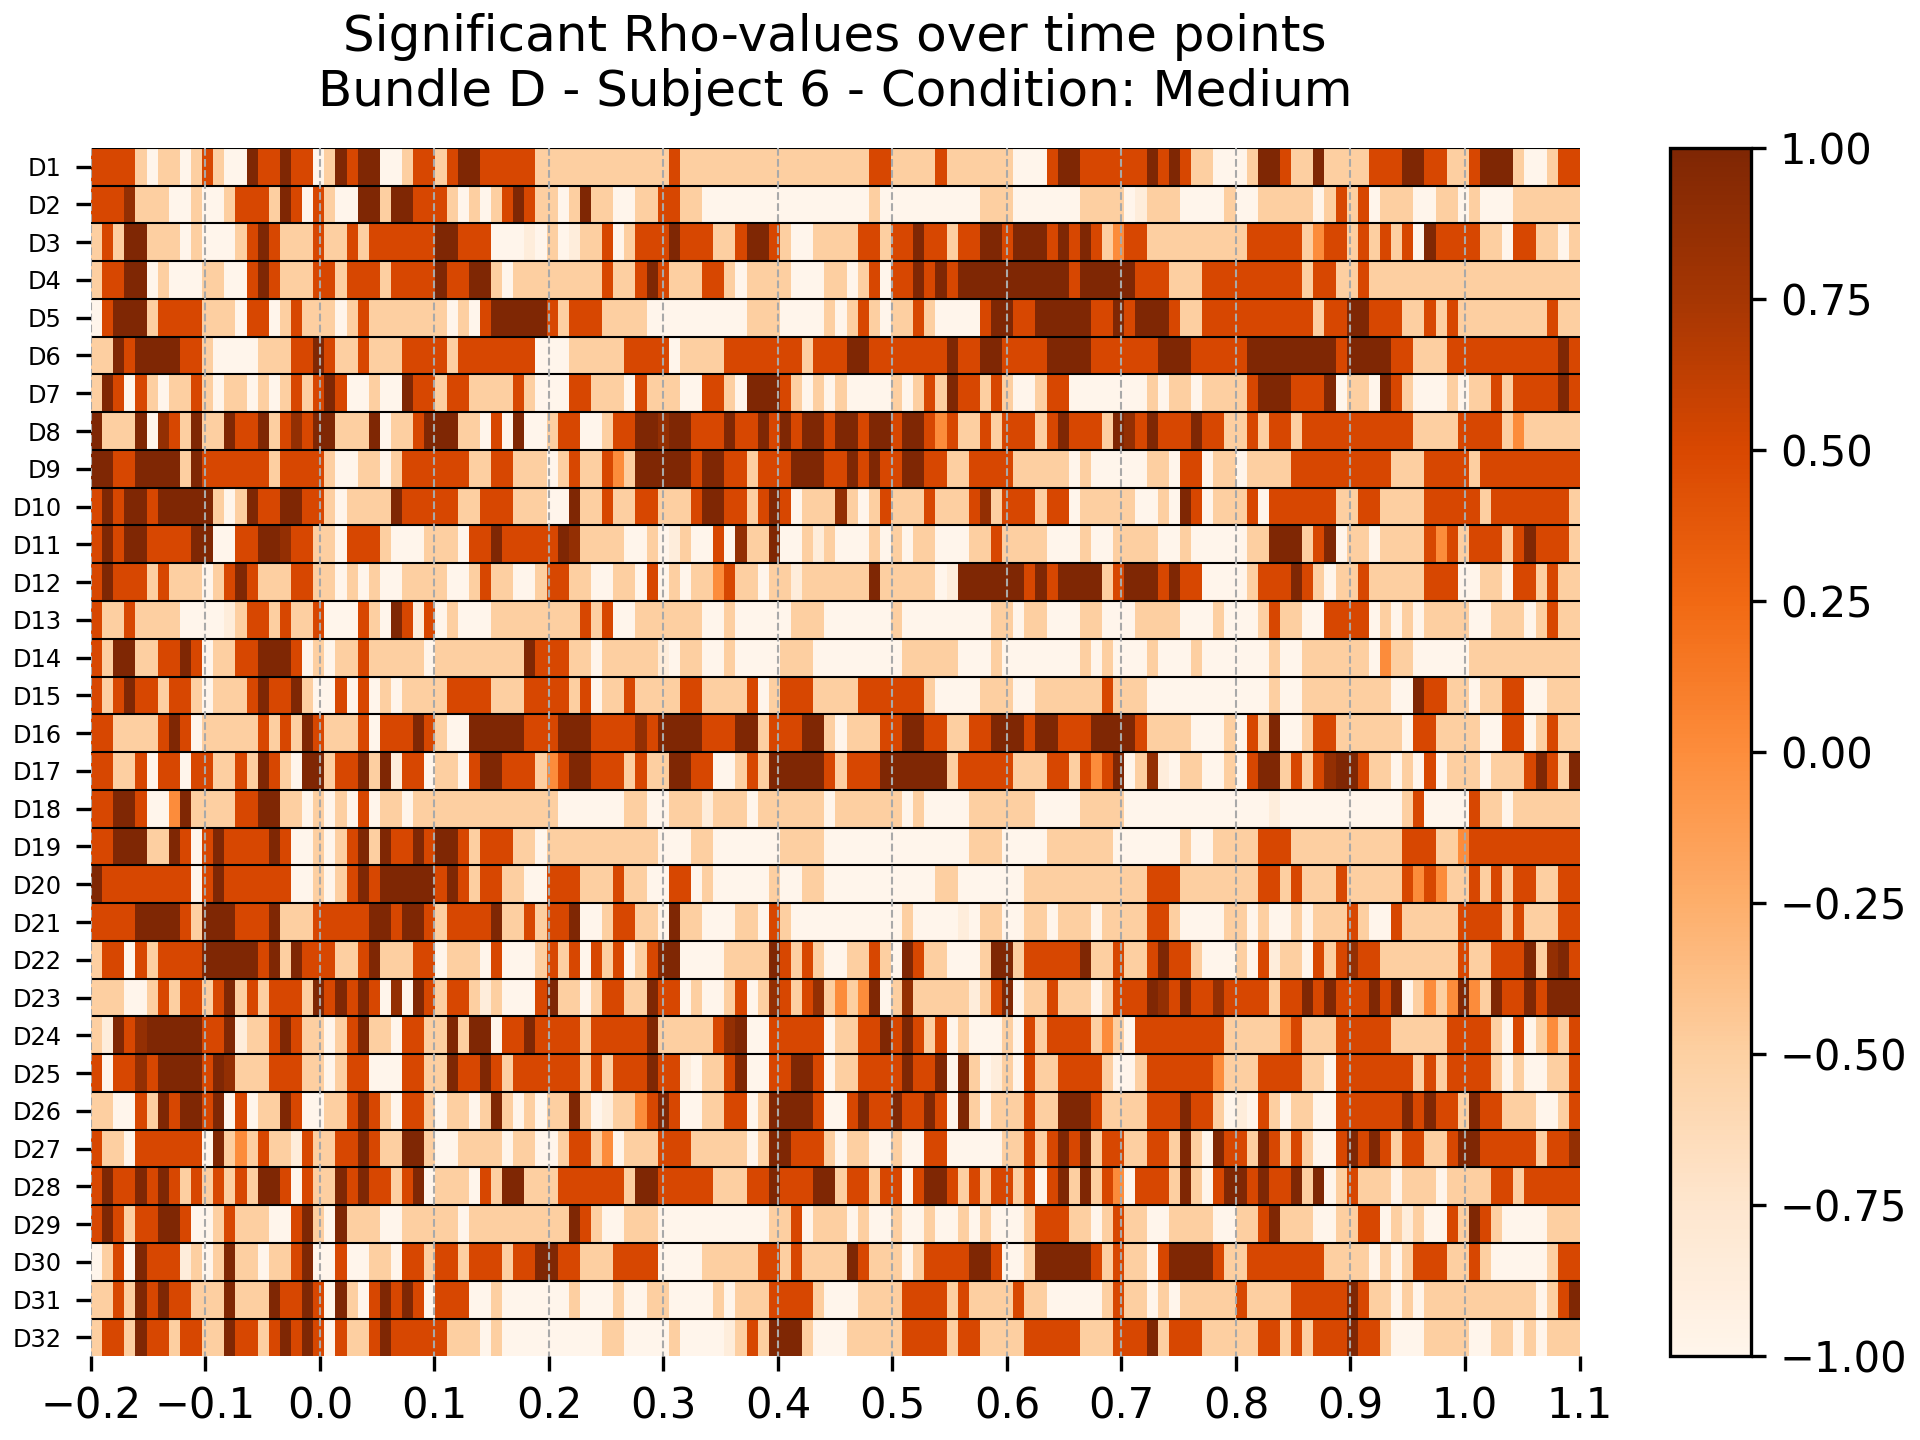 Significant Rho-values over time points
Bundle D - Subject 6 - Condition: Medium
D1
D2
D3
D4
D5
D6
D7
D8
D9
D10
D11
D12
D13
D14
D15
D16
D17
D18
D19
D20
D21
D22
D23
D24
D25
D26
D27
D28
D29
D30
D31
D32
−0.2 −0.1 0.0 0.1 0.2 0.3 0.4 0.5 0.6 0.7 0.8 0.9 1.0 1.1
1.00
0.75
0.50
0.25
0.00
−0.25
−0.50
−0.75
−1.00